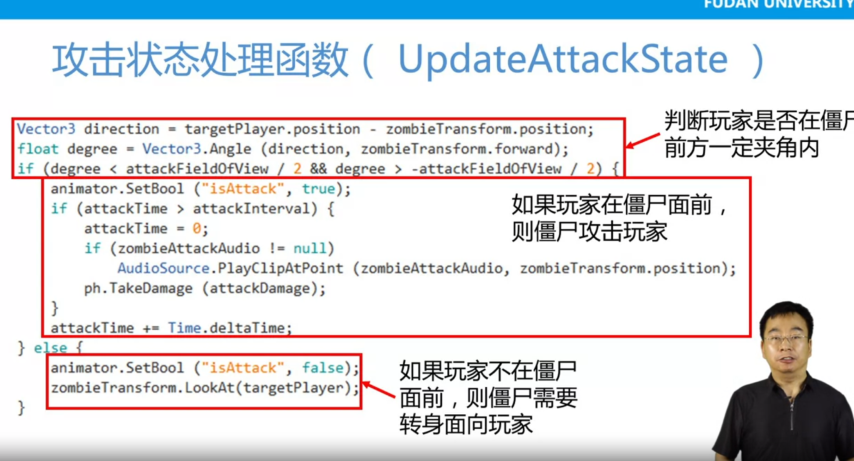 FUDAN UNIVERSITY
攻击状态处理函数（ UpdateAttackState ）
Vector3 direction = targetPlayer.position - zombieTransform.position;
float degree = Vector3.Angle (direction, zombieTransform.forward);
if (degree < attackFieldOfView / 2 && degree > -attackFieldOfView / 2) {
判断玩家是否在僵尸
前方一定夹角内
animator.SetBool ("isAttack", true);
if (attackTime > attackInterval) {
attackTime = 0;
if (zombieAttackAudio != null)
AudioSource.PlayClipAtPoint (zombieAttackAudio, zombieTransform.position);
ph.TakeDamage (attackDamage);
}
attackTime += Time.deltaTime;
如果玩家在僵尸面前，
则僵尸攻击玩家
} else {
animator.SetBool ("isAttack", false);
zombieTransform.LookAt(targetPlayer);
}
如果玩家不在僵尸
面前，则僵尸需要
转身面向玩家